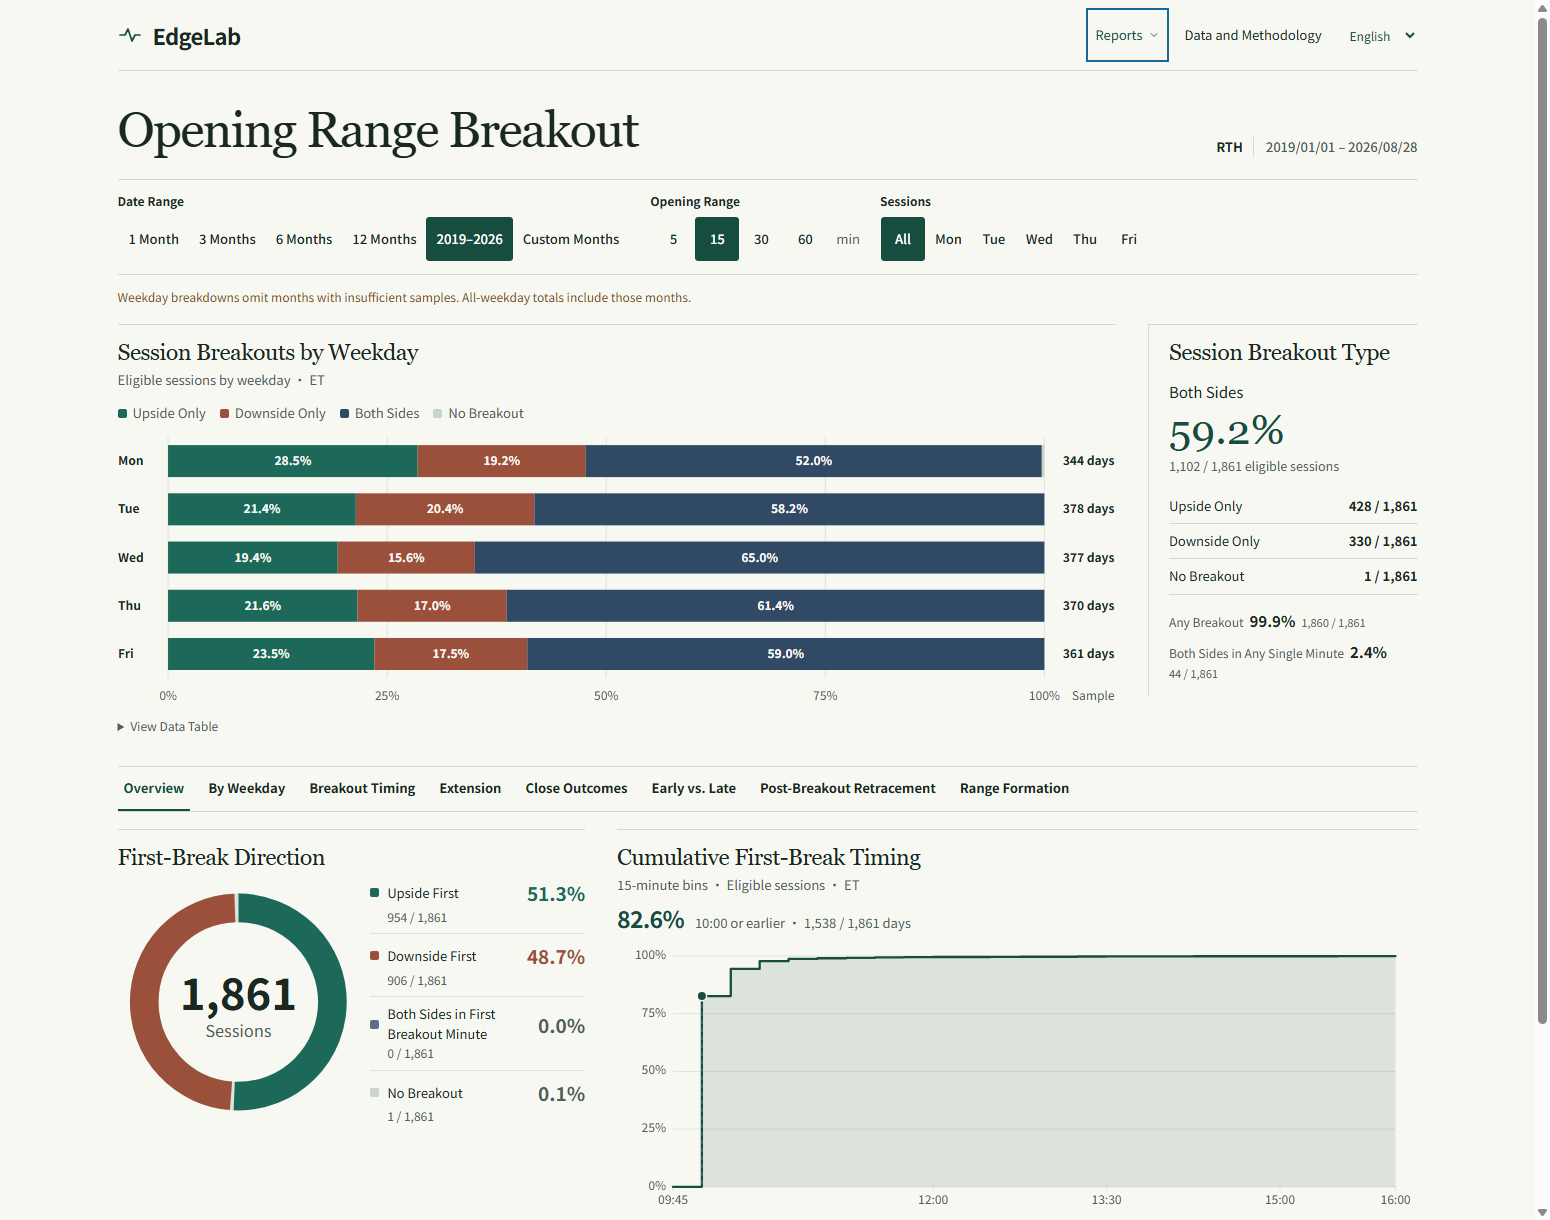 EdgeLab
Reports
Data and Methodology
English
Opening Range Breakout
RTH 2019/01/01 – 2026/08/28
Date Range
1 Month 3 Months 6 Months 12 Months 2019–2026 Custom Months
Opening Range
5 15 30 60 min
Sessions
All Mon Tue Wed Thu Fri
Weekday breakdowns omit months with insufficient samples. All-weekday totals include those months.
Session Breakouts by Weekday
Eligible sessions by weekday • ET
Upside Only Downside Only Both Sides No Breakout
Mon 28.5% 19.2% 52.0% 344 days
Tue 21.4% 20.4% 58.2% 378 days
Wed 19.4% 15.6% 65.0% 377 days
Thu 21.6% 17.0% 61.4% 370 days
Fri 23.5% 17.5% 59.0% 361 days
0% 25% 50% 75% 100% Sample
View Data Table
Session Breakout Type
Both Sides
59.2%
1,102 / 1,861 eligible sessions
Upside Only 428 / 1,861
Downside Only 330 / 1,861
No Breakout 1 / 1,861
Any Breakout 99.9% 1,860 / 1,861
Both Sides in Any Single Minute 2.4%
44 / 1,861
Overview By Weekday Breakout Timing Extension Close Outcomes Early vs. Late Post-Breakout Retracement Range Formation
First-Break Direction
1,861
Sessions
Upside First 51.3%
954 / 1,861
Downside First 48.7%
906 / 1,861
Both Sides in First
Breakout Minute 0.0%
0 / 1,861
No Breakout 0.1%
1 / 1,861
Cumulative First-Break Timing
15-minute bins • Eligible sessions • ET
82.6% 10:00 or earlier • 1,538 / 1,861 days
100%
75%
50%
25%
0%
09:45 12:00 13:30 15:00 16:00